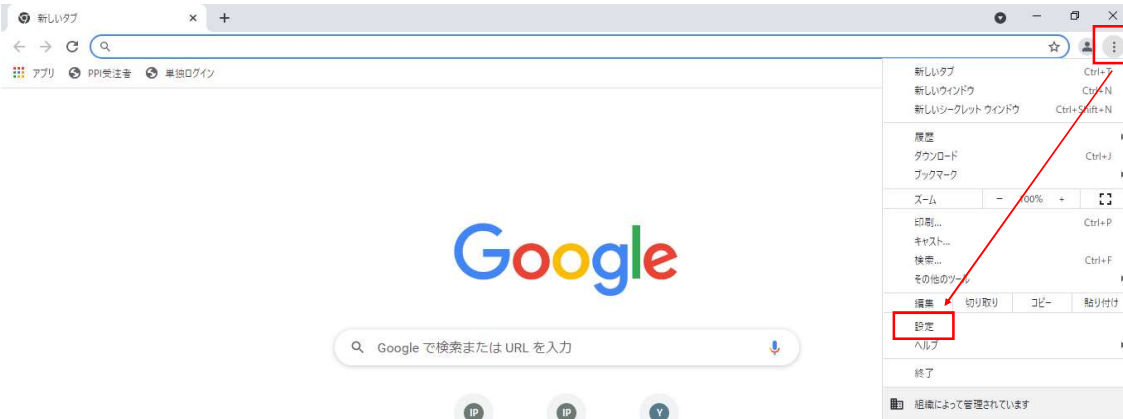 新しいタブ
アプリ PPI受注者 単独ログイン
新しいタブ Ctrl+T
新しいウインドウ Ctrl+N
新しいシークレット ウインドウ Ctrl+Shift+N
履歴
ダウンロード Ctrl+J
ブックマーク
ズーム - 100% +
印刷... Ctrl+P
キャスト...
検索... Ctrl+F
その他のツール
編集 切り取り コピー 貼り付け
設定
ヘルプ
終了
組織によって管理されています
Google
Google で検索または URL を入力
IP IP Y